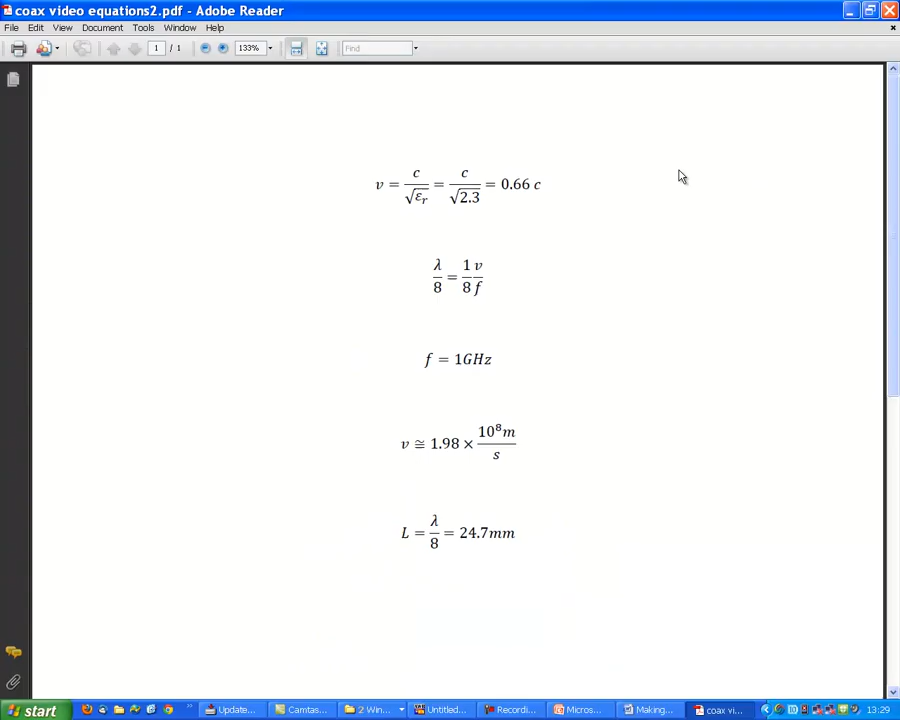 coax video equations2.pdf - Adobe Reader
File Edit View Document Tools Window Help
1 / 1 133% Find
v = c/√εr = c/√2.3 = 0.66 c
λ/8 = 1/8 v/f
f = 1GHz
v ≅ 1.98 × 10⁸m/s
L = λ/8 = 24.7mm
start Update... Camtas... 2 Win... Untitled... Recordi... Micros... Making... coax vi... 13:29